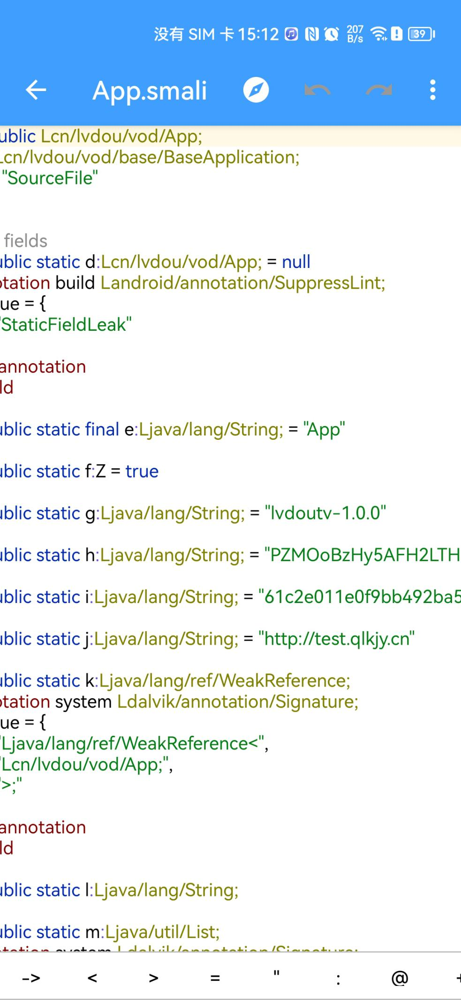 没有 SIM 卡 15:12 207 B/s 39
App.smali
ublic Lcn/lvdou/vod/App;
Lcn/lvdou/vod/base/BaseApplication;
"SourceFile"
fields
ublic static d:Lcn/lvdou/vod/App; = null
otation build Landroid/annotation/SuppressLint;
ue = {
"StaticFieldLeak"
annotation
ld
ublic static final e:Ljava/lang/String; = "App"
ublic static f:Z = true
ublic static g:Ljava/lang/String; = "lvdoutv-1.0.0"
ublic static h:Ljava/lang/String; = "PZMOoBzHy5AFH2LTH
ublic static i:Ljava/lang/String; = "61c2e011e0f9bb492ba5
ublic static j:Ljava/lang/String; = "http://test.qlkjy.cn"
ublic static k:Ljava/lang/ref/WeakReference;
otation system Ldalvik/annotation/Signature;
ue = {
"Ljava/lang/ref/WeakReference<",
"Lcn/lvdou/vod/App;",
">;"
annotation
ld
ublic static l:Ljava/lang/String;
ublic static m:Ljava/util/List;
otation system Ldalvik/annotation/Signature;
-> < > = " : @ +